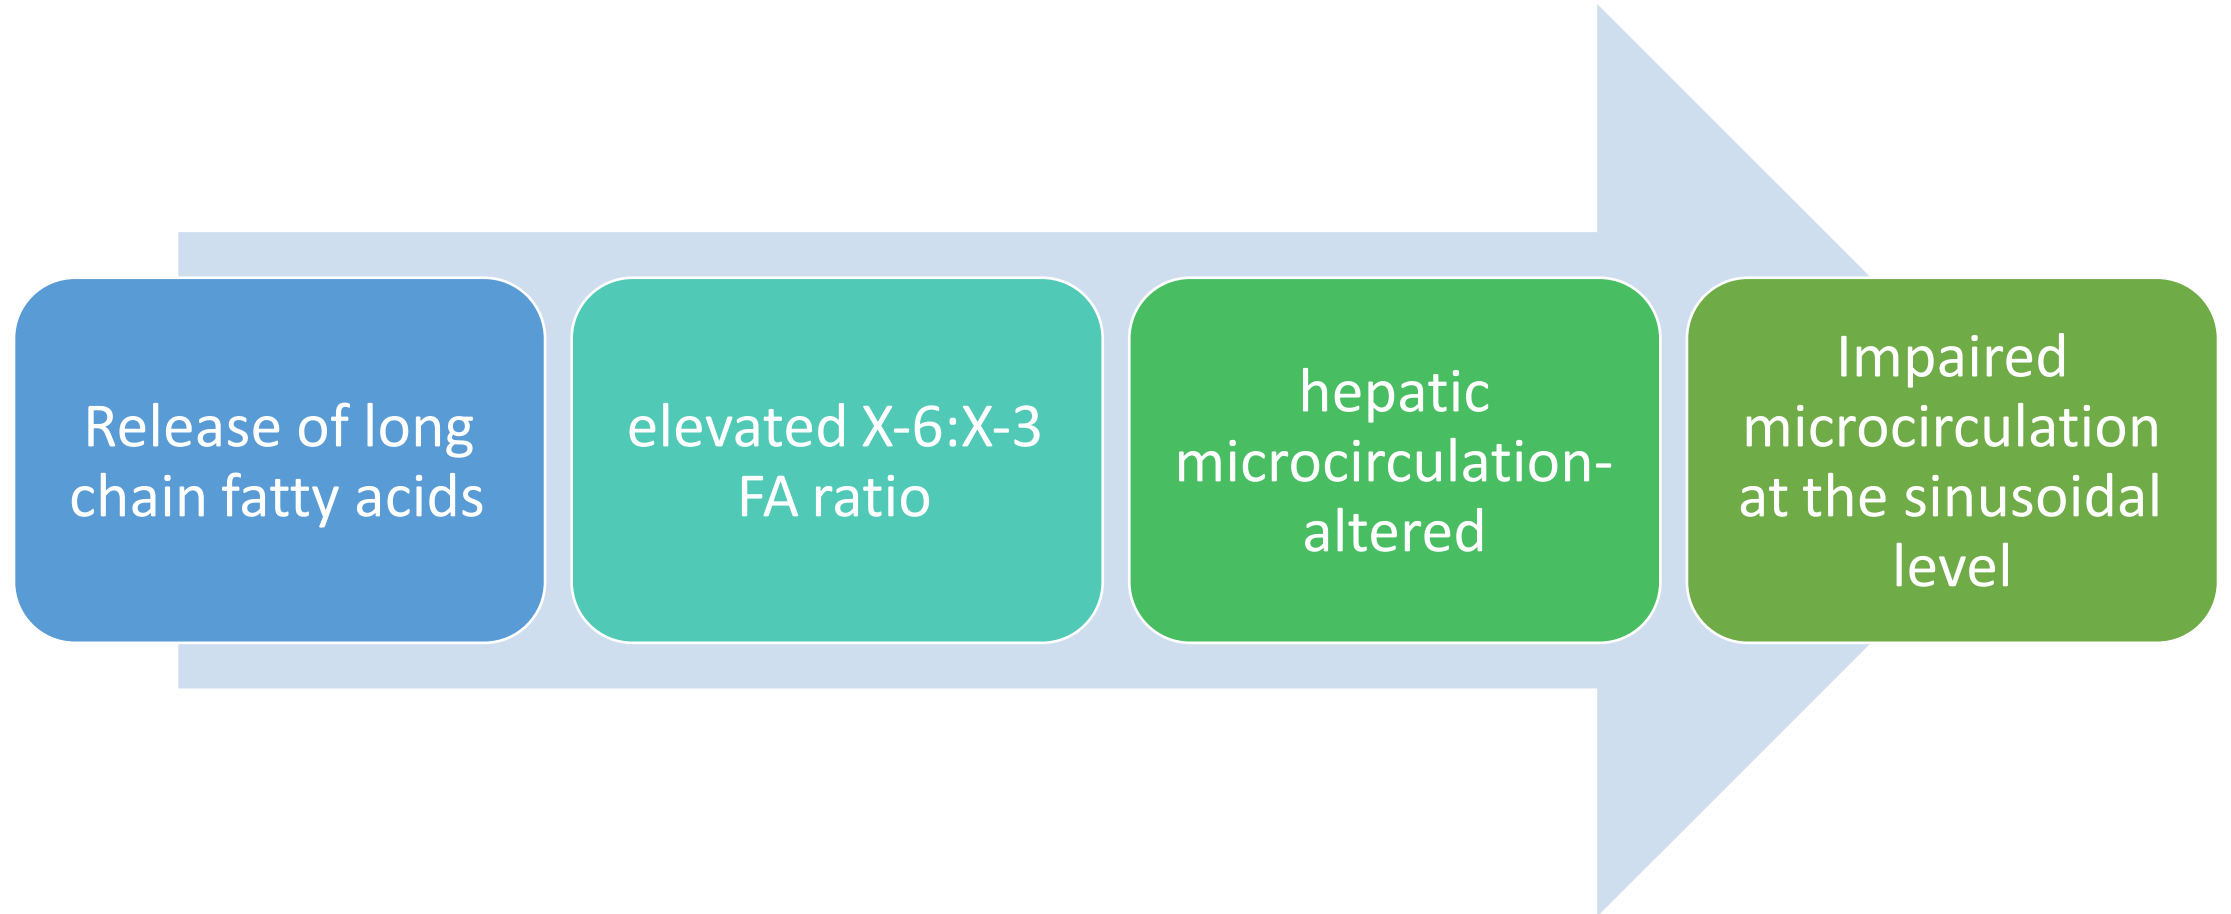 Release of long
chain fatty acids
elevated X-6:X-3
FA ratio
hepatic
microcirculation-
altered
Impaired
microcirculation
at the sinusoidal
level